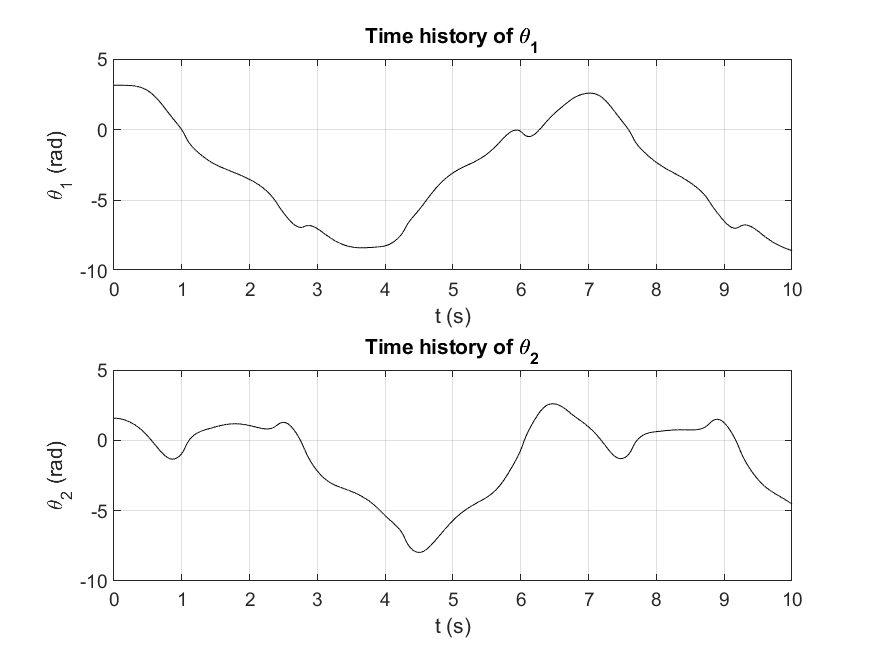 Time history of θ1
5
0
-5
-10
θ1 (rad)
0 1 2 3 4 5 6 7 8 9 10
t (s)
Time history of θ2
5
0
-5
-10
θ2 (rad)
0 1 2 3 4 5 6 7 8 9 10
t (s)